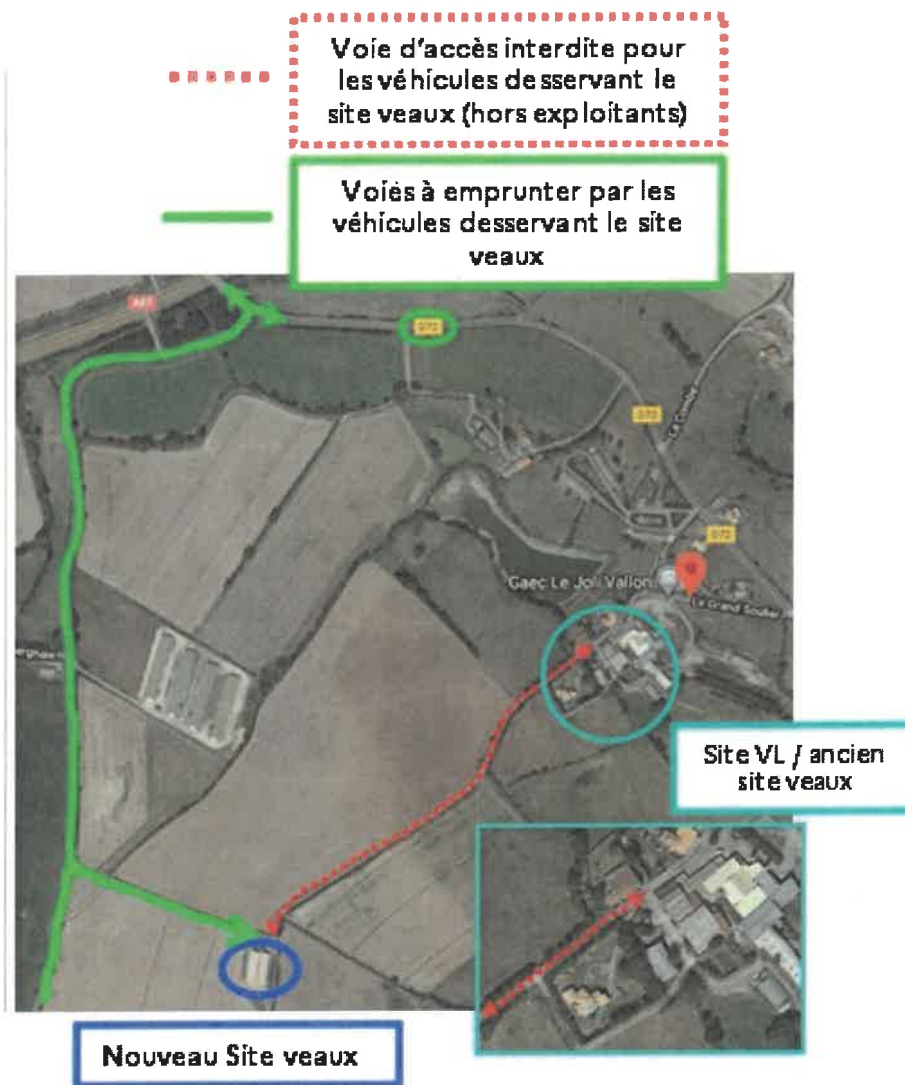 Voie d'accès interdite pour
les véhicules desservant le
site veaux (hors exploitants)
Voies à emprunter par les
véhicules desservant le site
veaux
D72
D72
La Combe
D72
Gaec Le Joli Vallon
Le Grand Soulier
Site VL / ancien
site veaux
Nouveau Site veaux